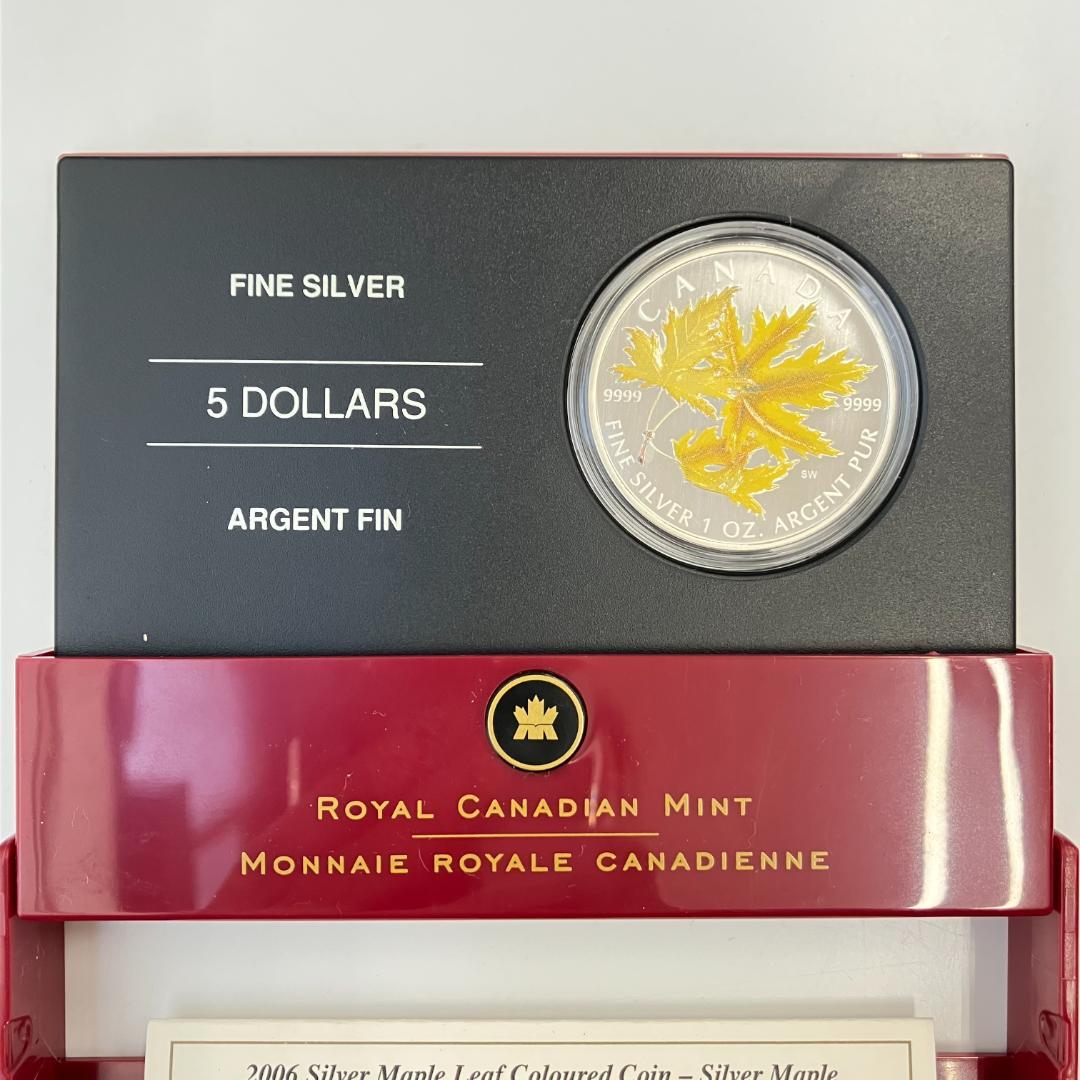 FINE SILVER
5 DOLLARS
ARGENT FIN
CANADA
9999
9999
SW
FINE SILVER 1 OZ. ARGENT PUR
ROYAL CANADIAN MINT
MONNAIE ROYALE CANADIENNE
2006 Silver Maple Leaf Coloured Coin – Silver Maple